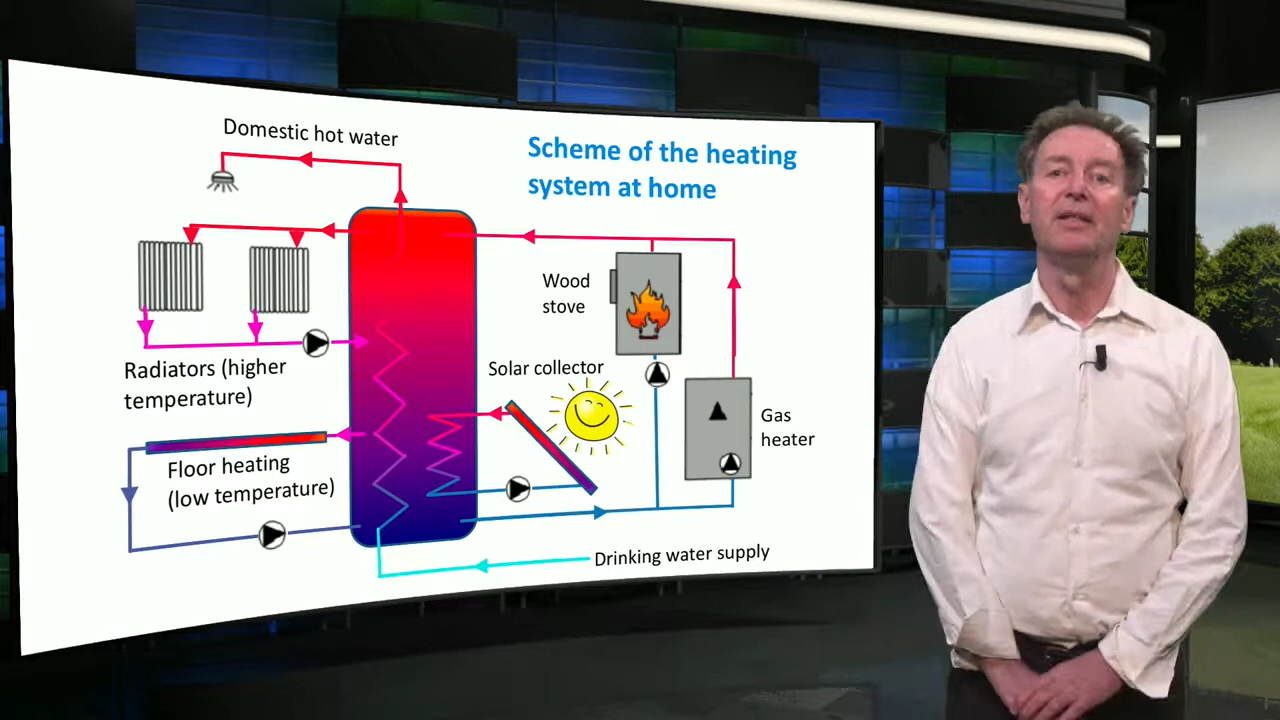 Scheme of the heating
system at home
Domestic hot water
Wood
stove
Solar collector
Radiators (higher
temperature)
Gas
heater
Floor heating
(low temperature)
Drinking water supply